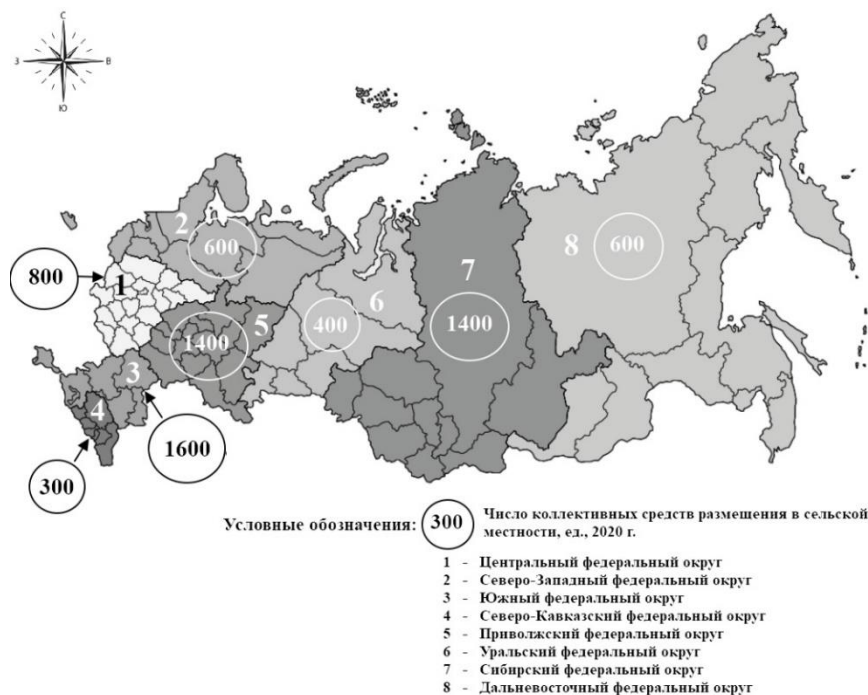 С
З
В
Ю
2
600
8
600
800
1
7
6
5
400
1400
1400
3
4
1600
300
Условные обозначения: 300 Число коллективных средств размещения в сельской
местности, ед., 2020 г.
1 - Центральный федеральный округ
2 - Северо-Западный федеральный округ
3 - Южный федеральный округ
4 - Северо-Кавказский федеральный округ
5 - Приволжский федеральный округ
6 - Уральский федеральный округ
7 - Сибирский федеральный округ
8 - Дальневосточный федеральный округ